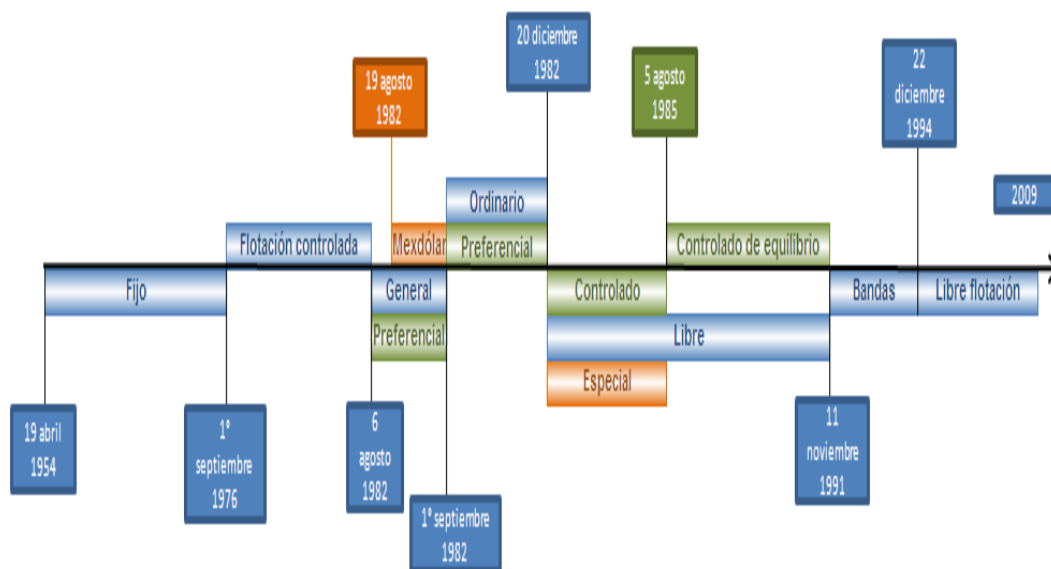 20 diciembre
1982
19 agosto
1982
5 agosto
1985
22
diciembre
1994
2009
Ordinario
Flotación controlada
Mexdólar
Preferencial
Controlado de equilibrio
Fijo
General
Controlado
Bandas
Libre flotación
Preferencial
Libre
Especial
19 abril
1954
1°
septiembre
1976
6
agosto
1982
1° septiembre
1982
11
noviembre
1991